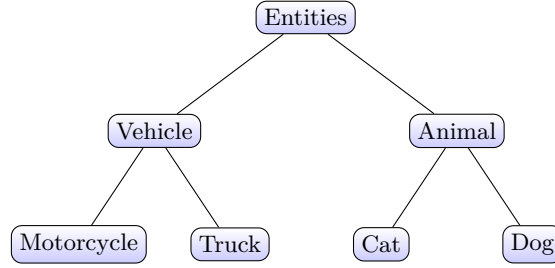 Entities
Vehicle
Animal
Motorcycle
Truck
Cat
Dog